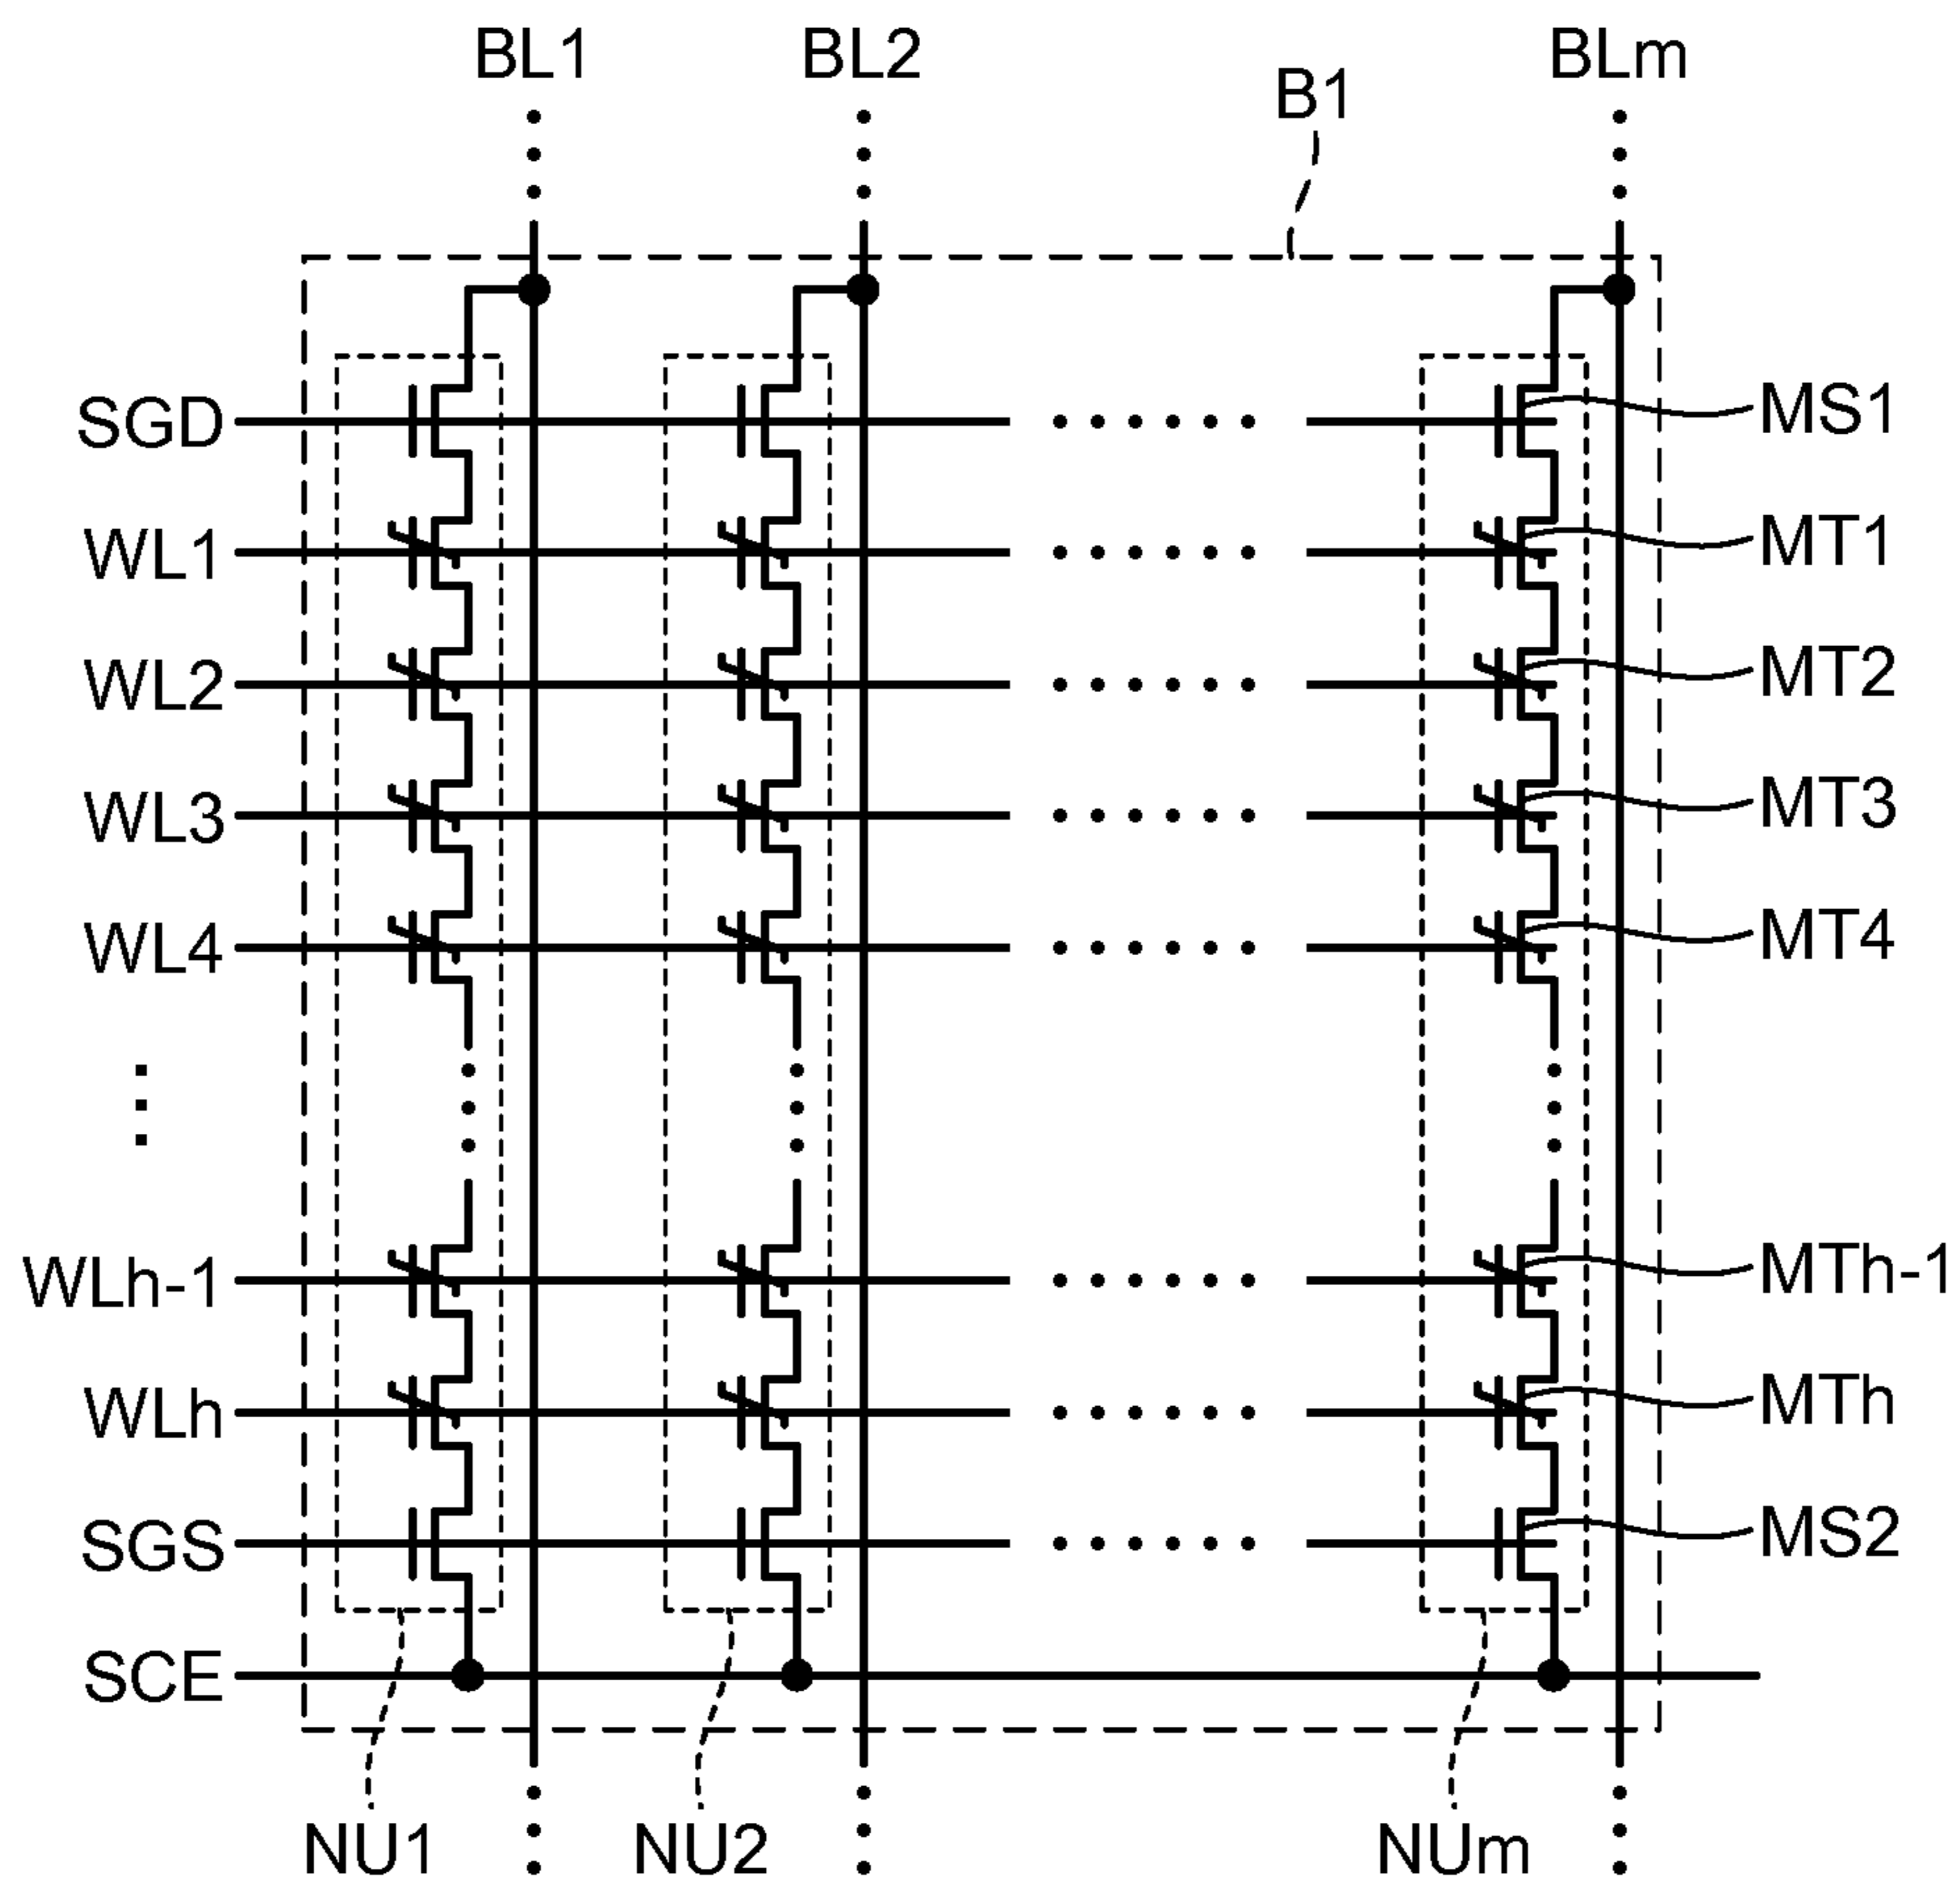 BL1 BL2 BLm
B1
SGD MS1
WL1 MT1
WL2 MT2
WL3 MT3
WL4 MT4
WLh-1 MTh-1
WLh MTh
SGS MS2
SCE
NU1 NU2 NUm